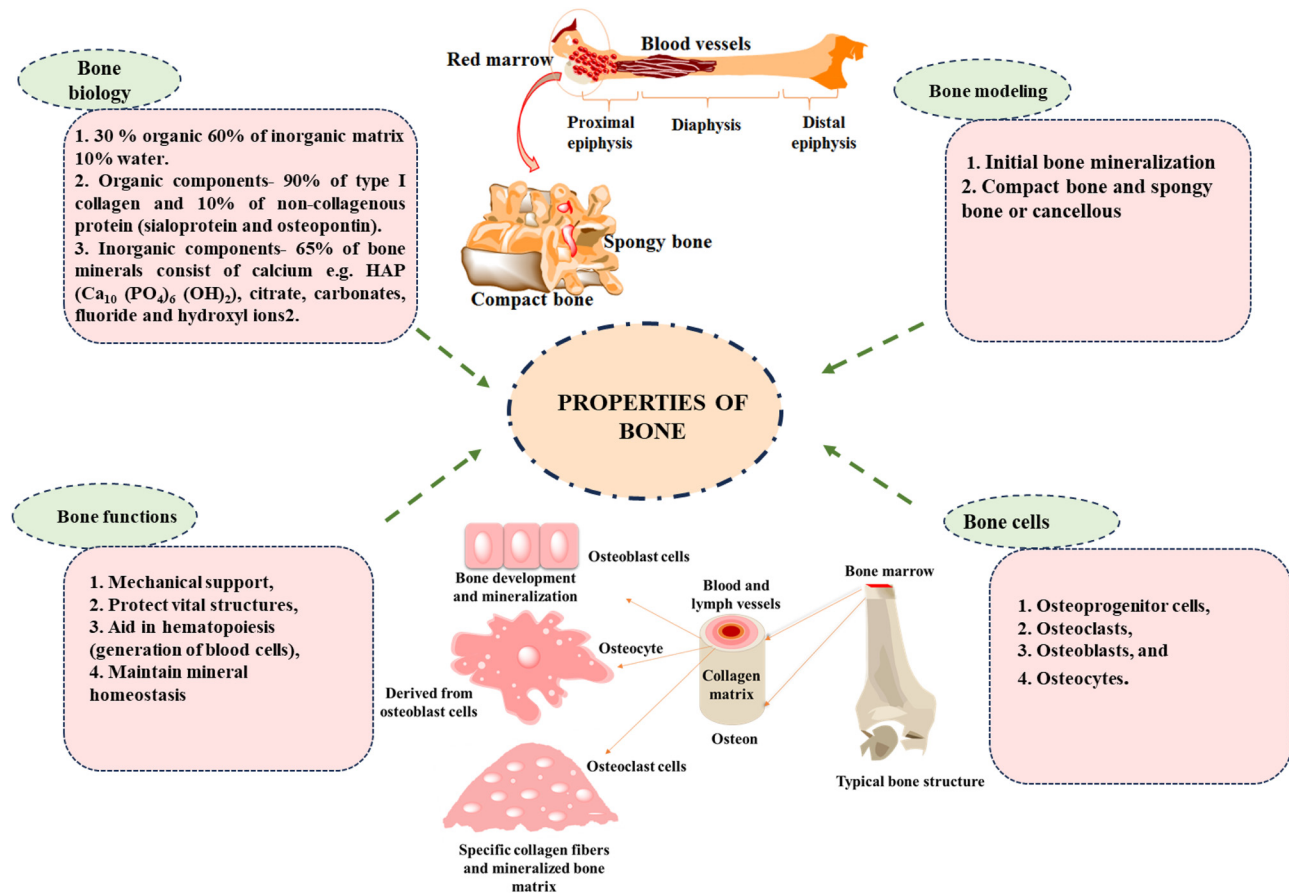 Bone
biology
1. 30 % organic 60% of inorganic matrix
10% water.
2. Organic components- 90% of type I
collagen and 10% of non-collagenous
protein (sialoprotein and osteopontin).
3. Inorganic components- 65% of bone
minerals consist of calcium e.g. HAP
(Ca₁₀ (PO₄)₆ (OH)₂), citrate, carbonates,
fluoride and hydroxyl ions2.
Red marrow
Blood vessels
Proximal
epiphysis
Diaphysis
Distal
epiphysis
Spongy bone
Compact bone
Bone modeling
1. Initial bone mineralization
2. Compact bone and spongy
bone or cancellous
PROPERTIES OF
BONE
Bone functions
1. Mechanical support,
2. Protect vital structures,
3. Aid in hematopoiesis
(generation of blood cells),
4. Maintain mineral
homeostasis
Osteoblast cells
Bone development
and mineralization
Osteocyte
Derived from
osteoblast cells
Osteoclast cells
Specific collagen fibers
and mineralized bone
matrix
Blood and
lymph vessels
Collagen
matrix
Osteon
Bone marrow
Typical bone structure
Bone cells
1. Osteoprogenitor cells,
2. Osteoclasts,
3. Osteoblasts, and
4. Osteocytes.